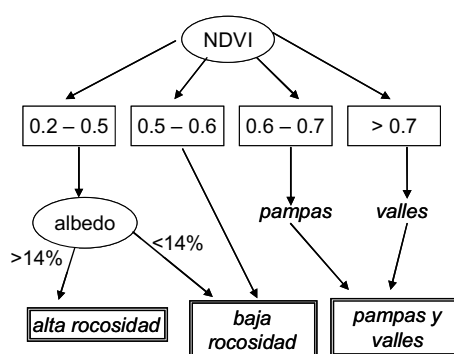 NDVI
0.2 – 0.5
0.5 – 0.6
0.6 – 0.7
> 0.7
albedo
pampas
valles
>14%
<14%
alta rocosidad
baja
rocosidad
pampas y
valles